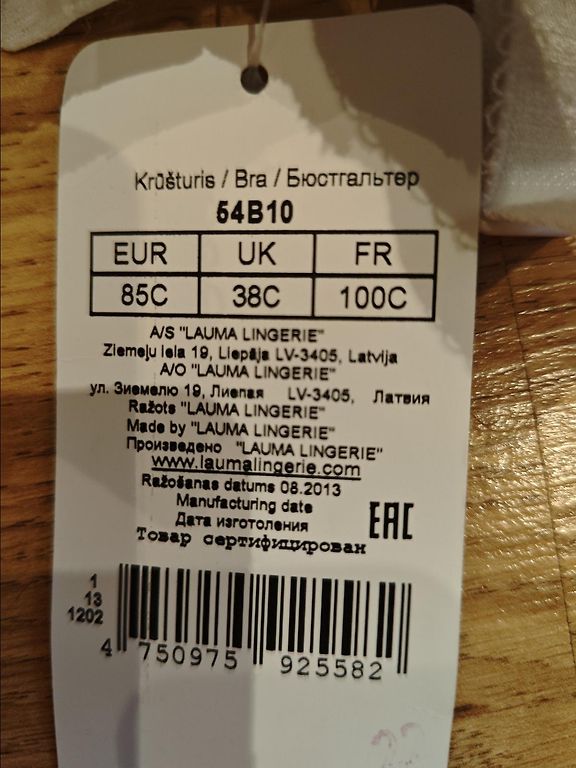 Krūšturis / Bra / Бюстгальтер
54B10
EUR UK FR
85C 38C 100C
A/S "LAUMA LINGERIE"
Ziemeļu iela 19, Liepāja LV-3405, Latvija
A/O "LAUMA LINGERIE"
ул. Зиемелю 19, Лиепая LV-3405, Латвия
Ražots "LAUMA LINGERIE"
Made by "LAUMA LINGERIE"
Произведено "LAUMA LINGERIE"
www.laumalingerie.com
Ražošanas datums 08.2013
Manufacturing date
Дата изготоления
EAC
Товар сертифицирован
1
13
1202
4 750975 925582